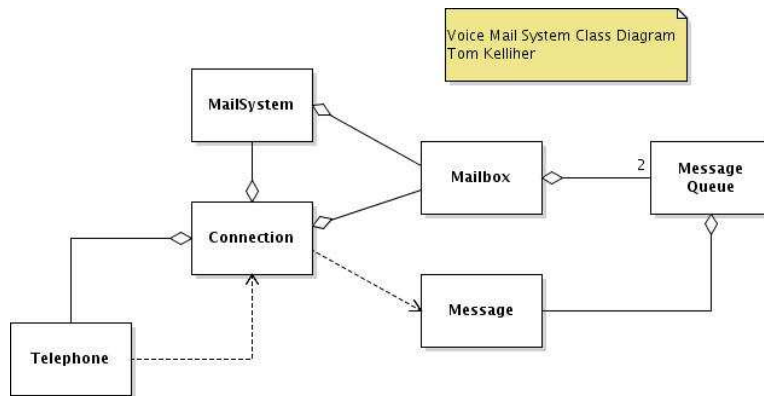 Voice Mail System Class Diagram
Tom Kelliher
MailSystem
Mailbox
2
Message
Queue
Connection
Message
Telephone